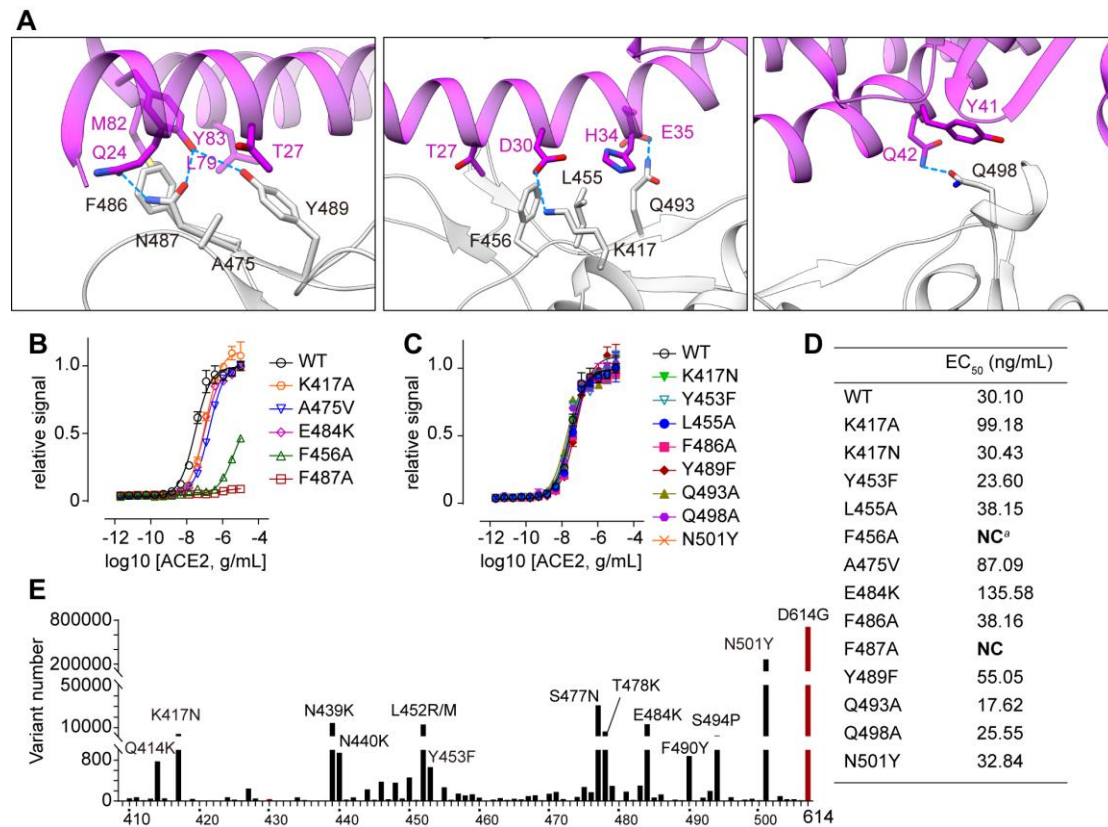 A
M82
Y83
Q24
L79
T27
F486
Y489
N487
A475
T27
D30
H34
E35
L455
Q493
F456
K417
Y41
Q42
Q498
B
relative signal
1.0
0.5
0
-12 -10 -8 -6 -4
log10 [ACE2, g/mL]
WT
K417A
A475V
E484K
F456A
F487A
C
relative signal
1.0
0.5
0
-12 -10 -8 -6 -4
log10 [ACE2, g/mL]
WT
K417N
Y453F
L455A
F486A
Y489F
Q493A
Q498A
N501Y
D
EC50 (ng/mL)
WT 30.10
K417A 99.18
K417N 30.43
Y453F 23.60
L455A 38.15
F456A NCa
A475V 87.09
E484K 135.58
F486A 38.16
F487A NC
Y489F 55.05
Q493A 17.62
Q498A 25.55
N501Y 32.84
E
Variant number
800000
200000
50000
10000
800
0
Q414K
K417N
N439K
N440K
L452R/M
Y453F
S477N
T478K
E484K
F490Y
S494P
N501Y
D614G
410 420 430 440 450 460 470 480 490 500 614